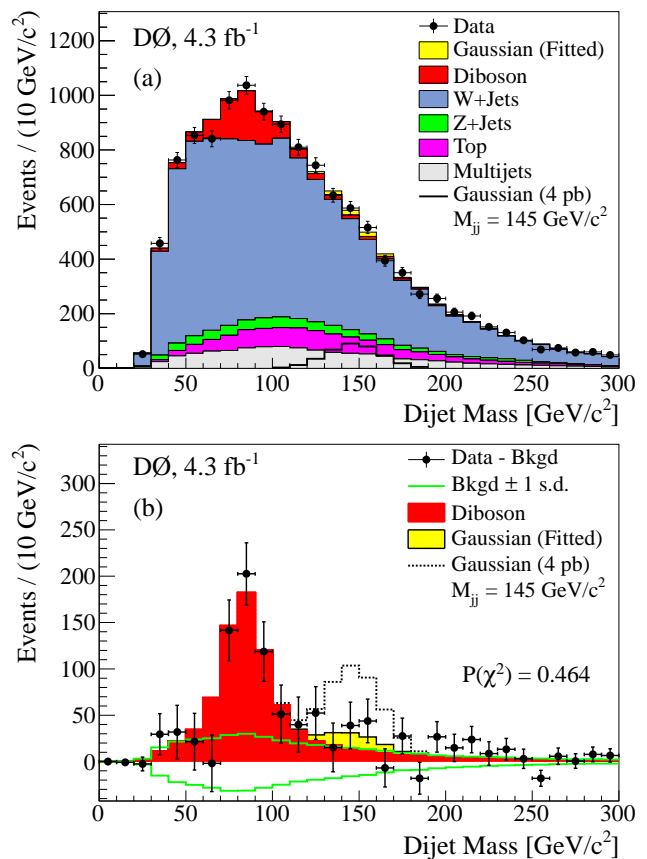 DØ, 4.3 fb⁻¹
(a)
Data
Gaussian (Fitted)
Diboson
W+Jets
Z+Jets
Top
Multijets
Gaussian (4 pb)
M_jj = 145 GeV/c²
Events / (10 GeV/c²)
1200
1000
800
600
400
200
0
0 50 100 150 200 250 300
Dijet Mass [GeV/c²]
DØ, 4.3 fb⁻¹
(b)
Data - Bkgd
Bkgd ± 1 s.d.
Diboson
Gaussian (Fitted)
Gaussian (4 pb)
M_jj = 145 GeV/c²
P(χ²) = 0.464
Events / (10 GeV/c²)
300
250
200
150
100
50
0
-50
0 50 100 150 200 250 300
Dijet Mass [GeV/c²]